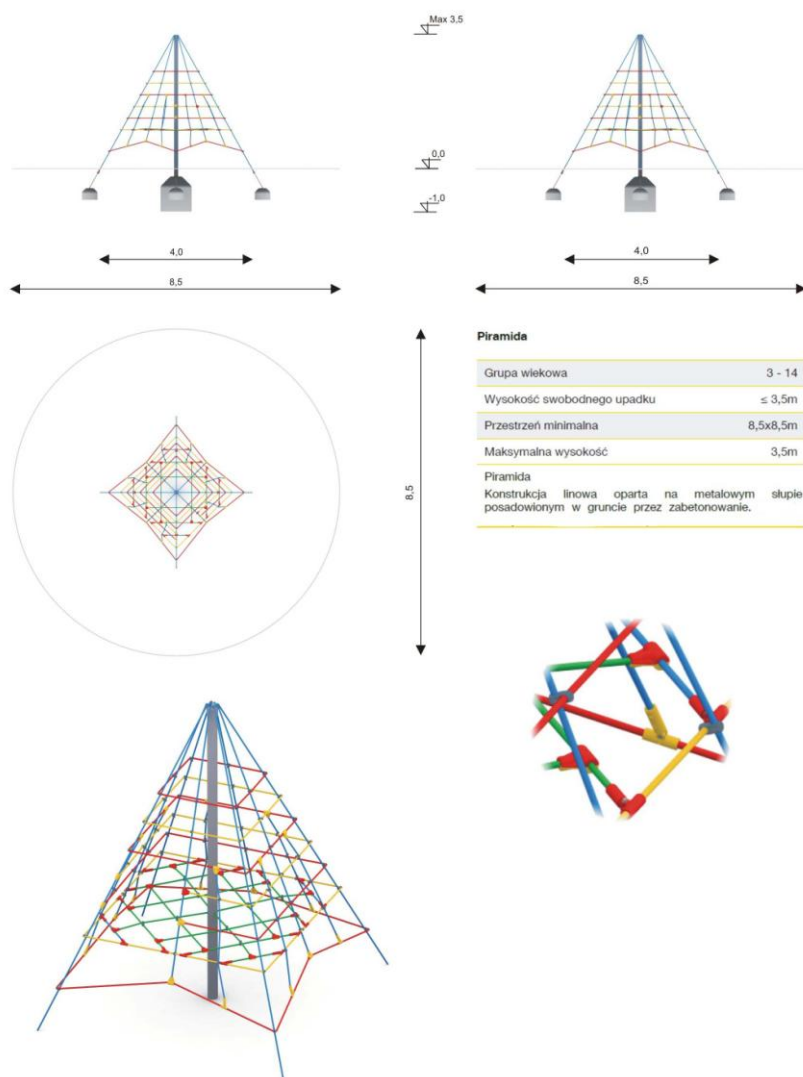 Max 3,5
0,0
-1,0
4,0
8,5
4,0
8,5
8,5
Piramida
Grupa wiekowa 3 - 14
Wysokość swobodnego upadku ≤ 3,5m
Przestrzeń minimalna 8,5x8,5m
Maksymalna wysokość 3,5m
Piramida
Konstrukcja linowa oparta na metalowym słupie
posadowionym w gruncie przez zabetonowanie.